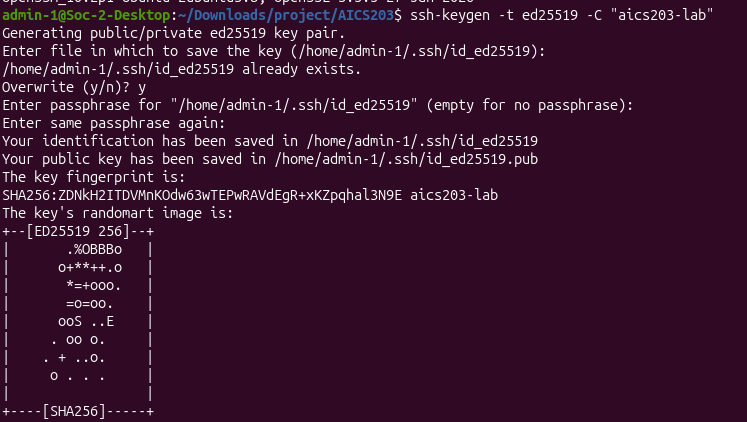 admin-1@Soc-2-Desktop:~/Downloads/project/AICS203$ ssh-keygen -t ed25519 -C "aics203-lab"
Generating public/private ed25519 key pair.
Enter file in which to save the key (/home/admin-1/.ssh/id_ed25519):
/home/admin-1/.ssh/id_ed25519 already exists.
Overwrite (y/n)? y
Enter passphrase for "/home/admin-1/.ssh/id_ed25519" (empty for no passphrase):
Enter same passphrase again:
Your identification has been saved in /home/admin-1/.ssh/id_ed25519
Your public key has been saved in /home/admin-1/.ssh/id_ed25519.pub
The key fingerprint is:
SHA256:ZDNkH2ITDVMnKOdw63wTEPwRAVdEgR+xKZpqhal3N9E aics203-lab
The key's randomart image is:
+--[ED25519 256]--+
|       .%OBBBo   |
|      o+**++.o   |
|       *=+ooo.   |
|       =o=oo.    |
|      ooS ..E    |
|     . oo o.     |
|    . + ..o.     |
|     o . . .     |
|                 |
+----[SHA256]-----+